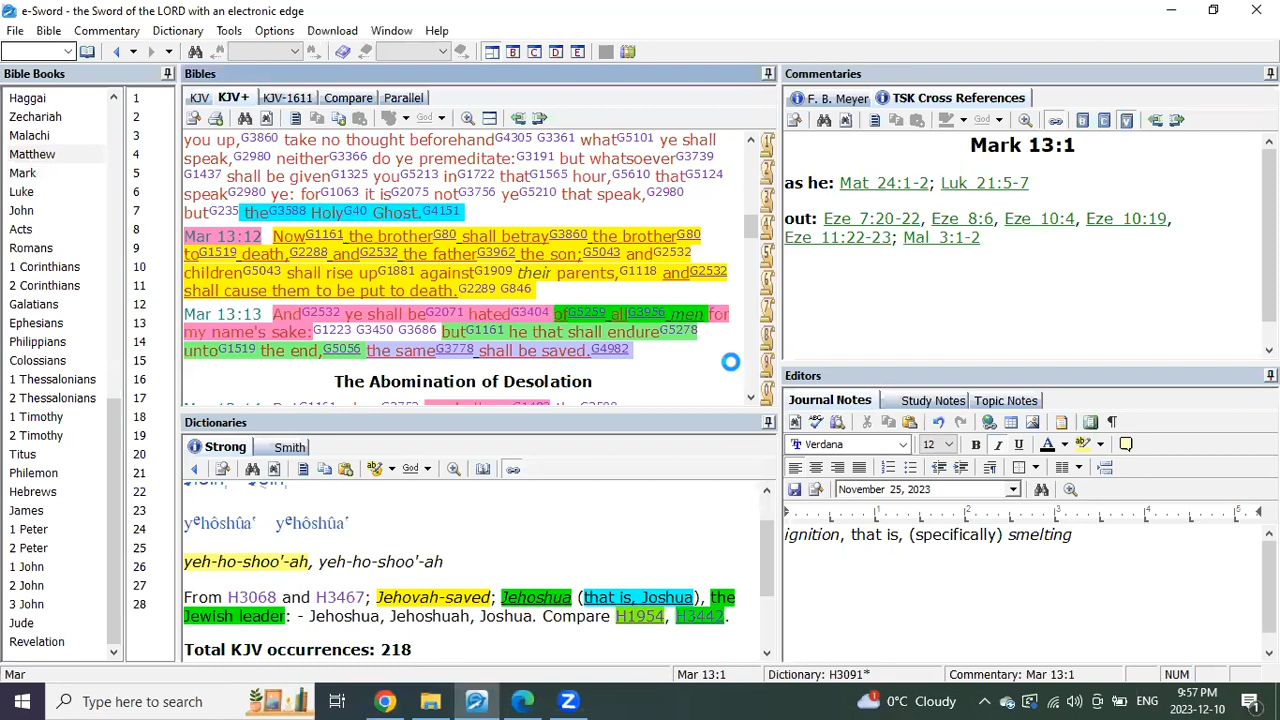 e-Sword - the Sword of the LORD with an electronic edge
File Bible Commentary Dictionary Tools Options Download Window Help
Bible Books
Haggai
Zechariah
Malachi
Matthew
Mark
Luke
John
Acts
Romans
1 Corinthians
2 Corinthians
Galatians
Ephesians
Philippians
Colossians
1 Thessalonians
2 Thessalonians
1 Timothy
2 Timothy
Titus
Philemon
Hebrews
James
1 Peter
2 Peter
1 John
2 John
3 John
Jude
Revelation
1
2
3
4
5
6
7
8
9
10
11
12
13
14
15
16
17
18
19
20
21
22
23
24
25
26
27
28
Bibles
KJV KJV+ KJV-1611 Compare Parallel
God
you up,G3860 take no thought beforehandG4305 G3361 whatG5101 ye shall
speak,G2980 neitherG3366 do ye premeditate:G3191 but whatsoeverG3739
G1437 shall be givenG1325 youG5213 inG1722 thatG1565 hour,G5610 thatG5124
speakG2980 ye: forG1063 it isG2075 notG3756 yeG5210 that speak,G2980
butG235 theG3588 HolyG40 Ghost.G4151
Mar 13:12 NowG1161 the brotherG80 shall betrayG3860 the brotherG80
toG1519 death,G2288 andG2532 the fatherG3962 the son;G5043 andG2532
childrenG5043 shall rise upG1881 againstG1909 their parents,G1118 andG2532
shall cause them to be put to death.G2289 G846
Mar 13:13 AndG2532 ye shall beG2071 hatedG3404 ofG5259 allG3956 men for
my name's sake:G1223 G3450 G3686 butG1161 he that shall endureG5278
untoG1519 the end,G5056 the sameG3778 shall be saved.G4982
The Abomination of Desolation
Dictionaries
Strong Smith
God
yᵉhôshûa‛ yᵉhôshûa‛
yeh-ho-shoo'-ah, yeh-ho-shoo'-ah
From H3068 and H3467; Jehovah-saved; Jehoshua (that is, Joshua), the
Jewish leader: - Jehoshua, Jehoshuah, Joshua. Compare H1954, H3442.
Total KJV occurrences: 218
Commentaries
F. B. Meyer TSK Cross References
God B C V
Mark 13:1
as he: Mat_24:1-2; Luk_21:5-7
out: Eze_7:20-22, Eze_8:6, Eze_10:4, Eze_10:19,
Eze_11:22-23; Mal_3:1-2
Editors
Journal Notes Study Notes Topic Notes
Verdana 12 B I U A
November 25, 2023
1 2 3 4 5
ignition, that is, (specifically) smelting
Mar Mar 13:1 Dictionary: H3091* Commentary: Mar 13:1 NUM
Type here to search
0°C Cloudy ENG 9:57 PM
2023-12-10